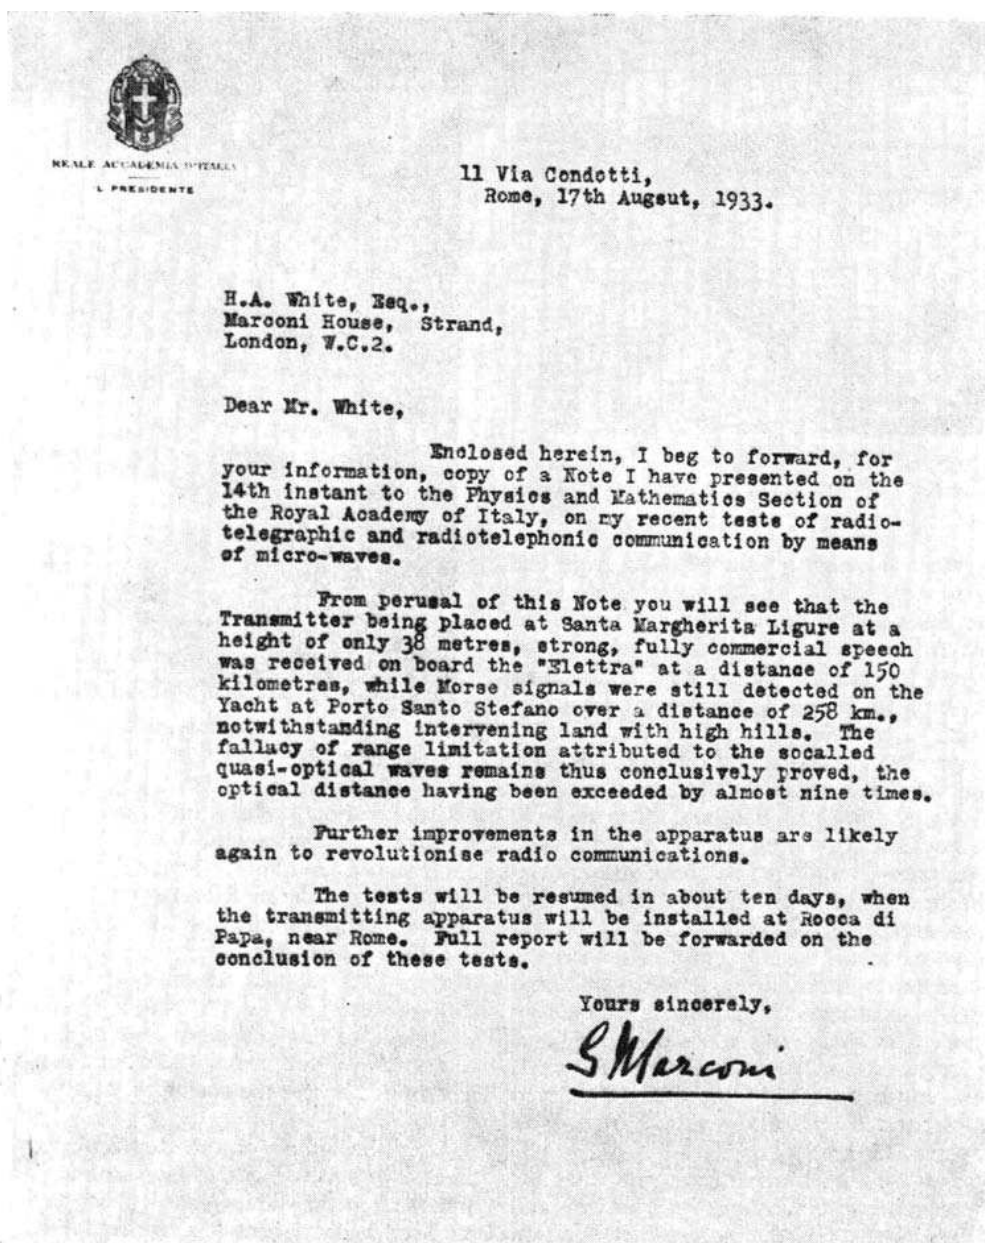 REALE ACCADEMIA D'ITALIA
IL PRESIDENTE
11 Via Condotti,
Rome, 17th Augsut, 1933.
H.A. White, Esq.,
Marconi House, Strand,
London, W.C.2.
Dear Mr. White,
Enclosed herein, I beg to forward, for
your information, copy of a Note I have presented on the
14th instant to the Physics and Mathematics Section of
the Royal Academy of Italy, on my recent tests of radio-
telegraphic and radiotelephonic communication by means
of micro-waves.
From perusal of this Note you will see that the
Transmitter being placed at Santa Margherita Ligure at a
height of only 38 metres, strong, fully commercial speech
was received on board the "Elettra" at a distance of 150
kilometres, while Morse signals were still detected on the
Yacht at Porto Santo Stefano over a distance of 258 km.,
notwithstanding intervening land with high hills. The
fallacy of range limitation attributed to the socalled
quasi-optical waves remains thus conclusively proved, the
optical distance having been exceeded by almost nine times.
Further improvements in the apparatus are likely
again to revolutionise radio communications.
The tests will be resumed in about ten days, when
the transmitting apparatus will be installed at Rocca di
Papa, near Rome. Full report will be forwarded on the
conclusion of these tests.
Yours sincerely,
G Marconi